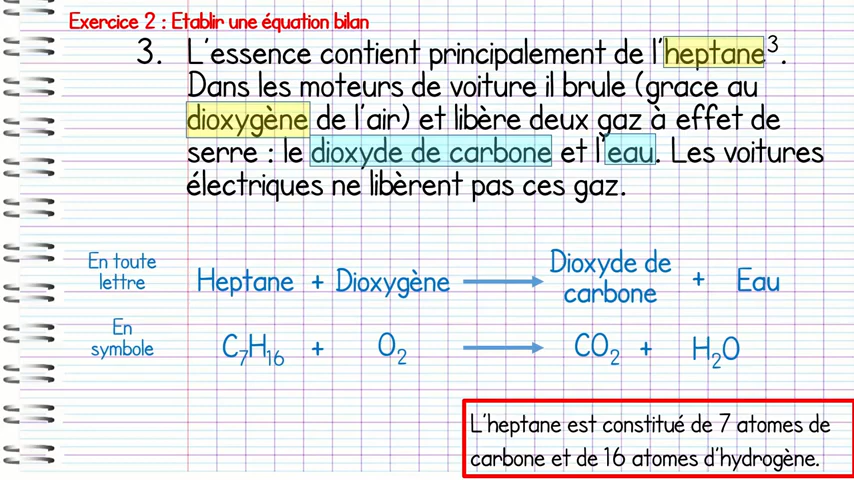 Exercice 2 : Etablir une équation bilan
3. L'essence contient principalement de l'heptane³.
Dans les moteurs de voiture il brule (grace au
dioxygène de l'air) et libère deux gaz à effet de
serre : le dioxyde de carbone et l'eau. Les voitures
électriques ne libèrent pas ces gaz.
En toute lettre
Heptane + Dioxygène → Dioxyde de carbone + Eau
En symbole
C₇H₁₆ + O₂ → CO₂ + H₂O
L'heptane est constitué de 7 atomes de
carbone et de 16 atomes d'hydrogène.